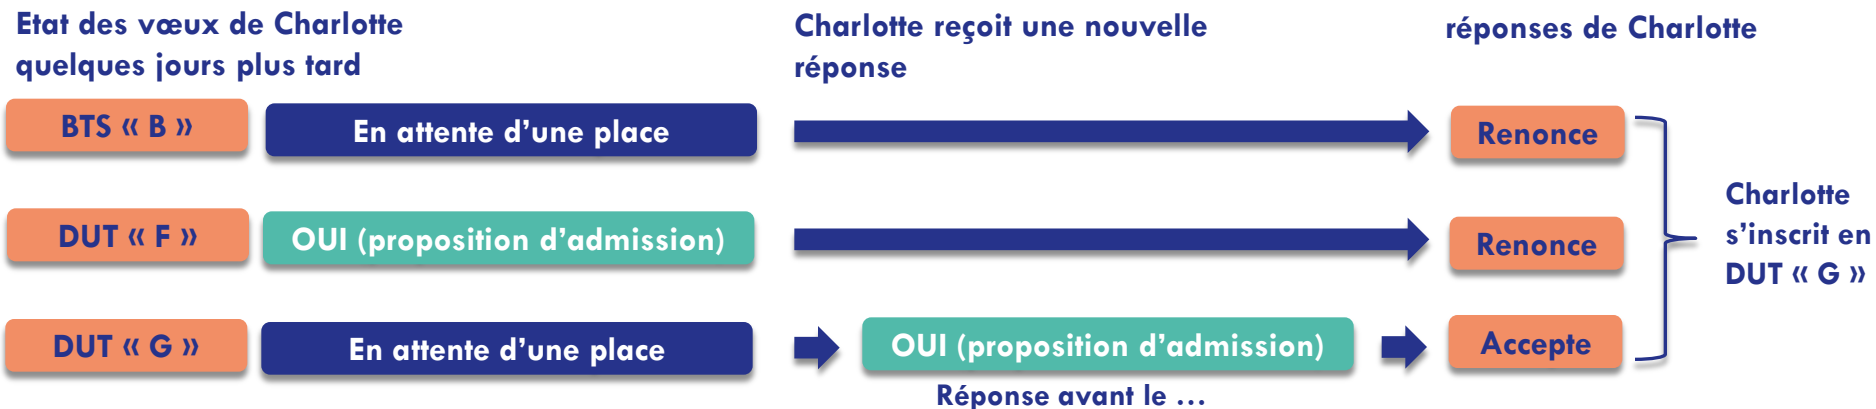 Etat des vœux de Charlotte
quelques jours plus tard
Charlotte reçoit une nouvelle
réponse
réponses de Charlotte
BTS « B »
En attente d’une place
Renonce
DUT « F »
OUI (proposition d'admission)
Renonce
DUT « G »
En attente d’une place
OUI (proposition d’admission)
Accepte
Réponse avant le …
Charlotte
s’inscrit en
DUT « G »